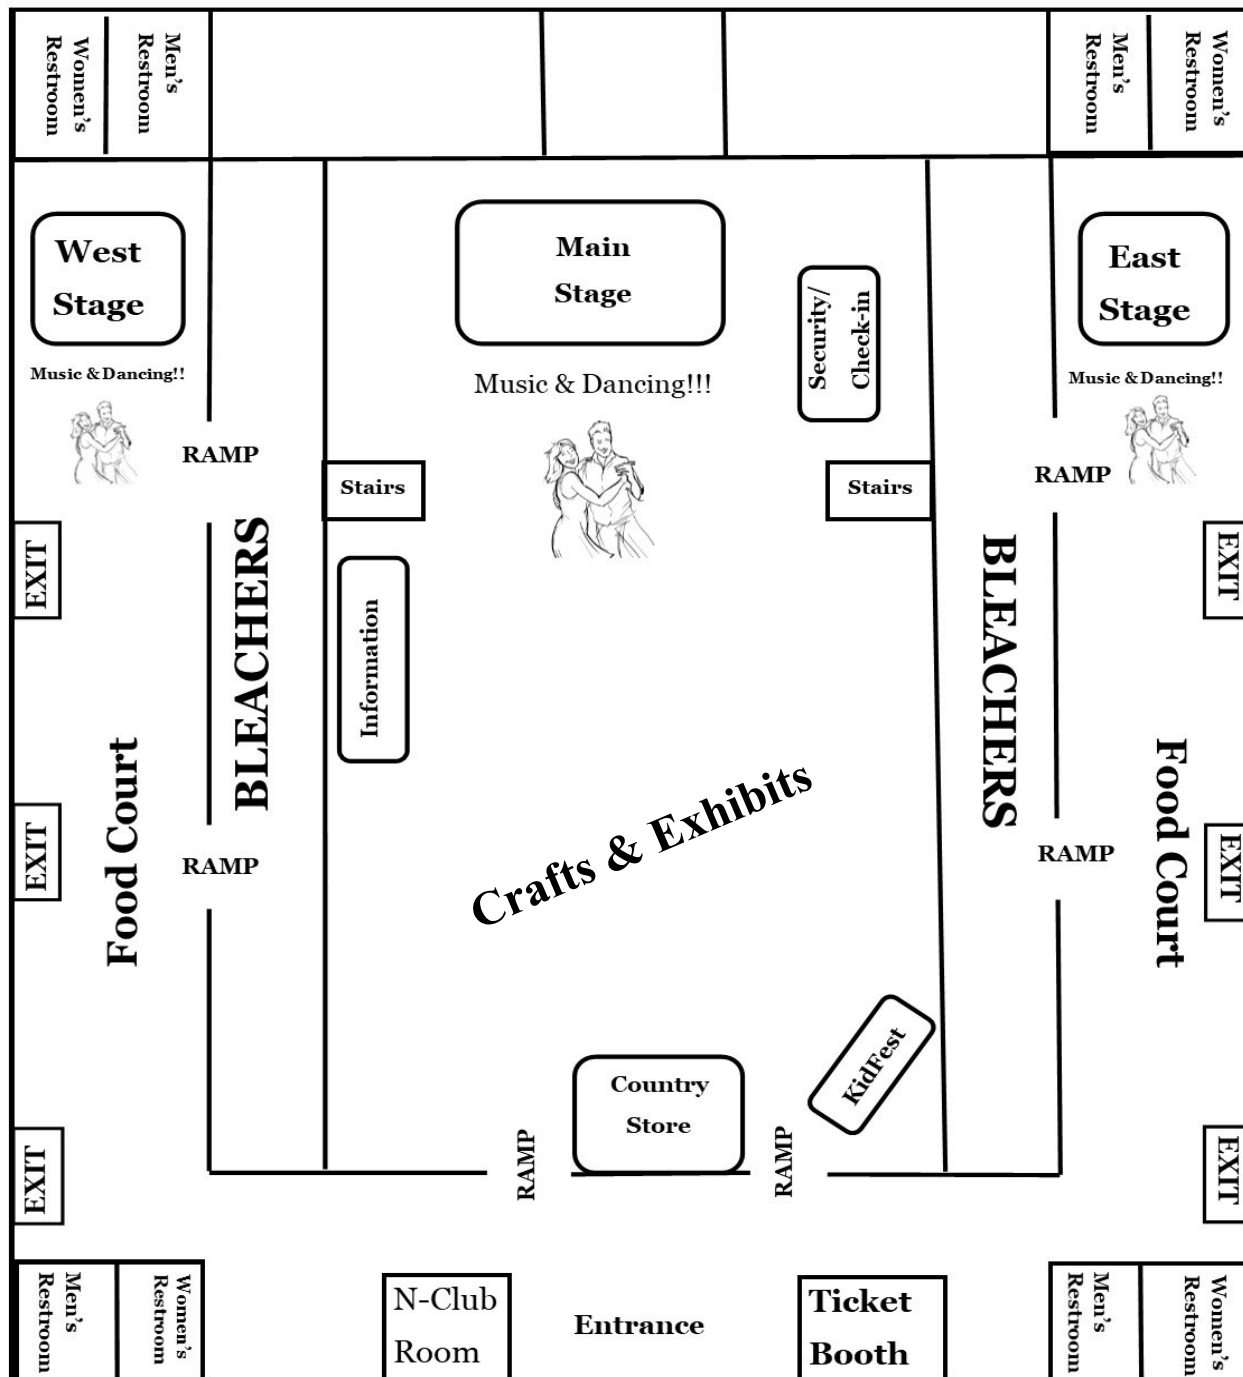 Women's
Restroom
Men's
Restroom
Men's
Restroom
Women's
Restroom
West
Stage
Main
Stage
Security/
Check-in
East
Stage
Music & Dancing!!
Music & Dancing!!!
Music & Dancing!!
RAMP
Stairs
Stairs
RAMP
EXIT
BLEACHERS
Information
BLEACHERS
EXIT
Food Court
Crafts & Exhibits
Food Court
EXIT
RAMP
RAMP
EXIT
KidFest
Country
Store
RAMP
RAMP
EXIT
EXIT
Men's
Restroom
Women's
Restroom
N-Club
Room
Entrance
Ticket
Booth
Men's
Restroom
Women's
Restroom